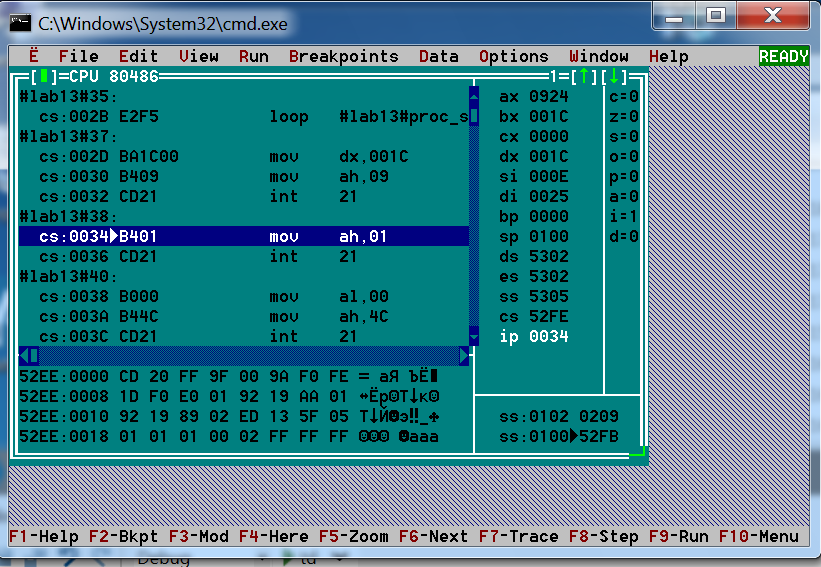 C:\Windows\System32\cmd.exe
Ё File Edit View Run Breakpoints Data Options Window Help READY
[▮]=CPU 80486 1=[↑][↓]
#lab13#35: ax 0924 c=0
cs:002B E2F5 loop #lab13#proc_s bx 001C z=0
#lab13#37: cx 0000 s=0
cs:002D BA1C00 mov dx,001C dx 001C o=0
cs:0030 B409 mov ah,09 si 000E p=0
cs:0032 CD21 int 21 di 0025 a=0
#lab13#38: bp 0000 i=1
cs:0034►B401 mov ah,01 sp 0100 d=0
cs:0036 CD21 int 21 ds 5302
#lab13#40: es 5302
cs:0038 B000 mov al,00 ss 5305
cs:003A B44C mov ah,4C cs 52FE
cs:003C CD21 int 21 ip 0034
52EE:0000 CD 20 FF 9F 00 9A F0 FE = аЯ ЪЁ■
52EE:0008 1D F0 E0 01 92 19 AA 01 ↔Ёр☺Т↓к☺
52EE:0010 92 19 89 02 ED 13 5F 05 Т↓Й☻э‼_♣ ss:0102 0209
52EE:0018 01 01 01 00 02 FF FF FF ☺☺☺ ☻ааа ss:0100►52FB
F1-Help F2-Bkpt F3-Mod F4-Here F5-Zoom F6-Next F7-Trace F8-Step F9-Run F10-Menu
Debug td